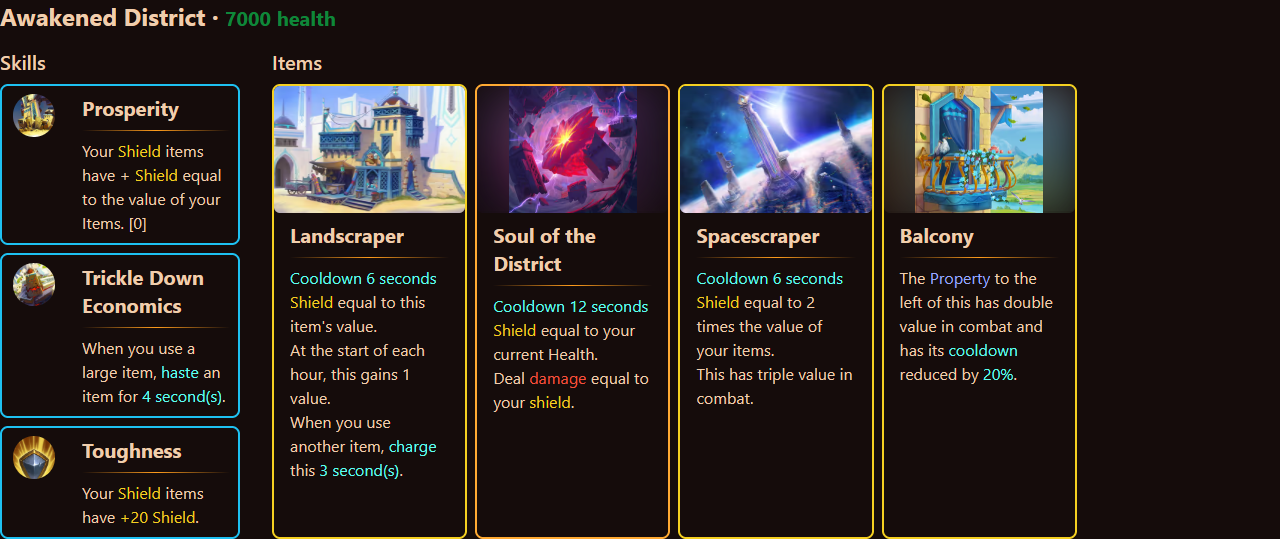 Awakened District · 7000 health
Skills
Prosperity
Your Shield items
have + Shield equal
to the value of your
Items. [0]
Trickle Down
Economics
When you use a
large item, haste an
item for 4 second(s).
Toughness
Your Shield items
have +20 Shield.
Items
Landscraper
Cooldown 6 seconds
Shield equal to this
item's value.
At the start of each
hour, this gains 1
value.
When you use
another item, charge
this 3 second(s).
Soul of the
District
Cooldown 12 seconds
Shield equal to your
current Health.
Deal damage equal to
your shield.
Spacescraper
Cooldown 6 seconds
Shield equal to 2
times the value of
your items.
This has triple value in
combat.
Balcony
The Property to the
left of this has double
value in combat and
has its cooldown
reduced by 20%.